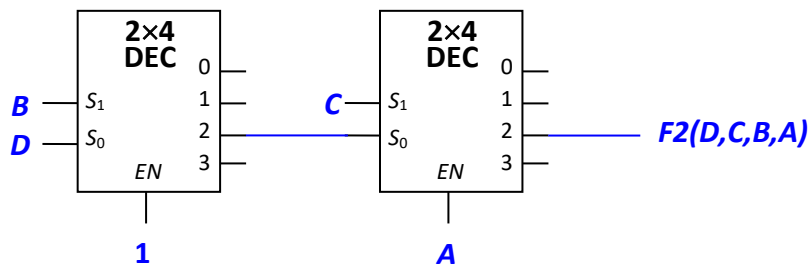 2×4 DEC
0
B S1 1
D S0 2
3
EN
1
2×4 DEC
0
C S1 1
S0 2 F2(D,C,B,A)
3
EN
A